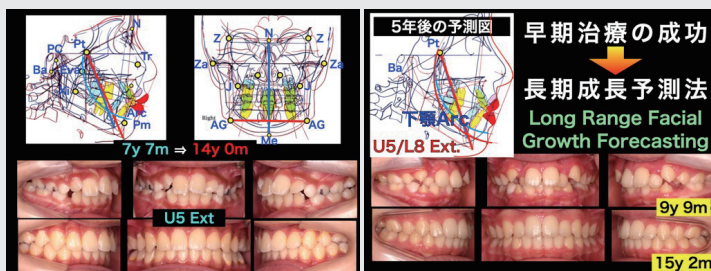 N
Pt
PC
Tr
Ba
Eva
Xi
Arc
Pm
N
Z
Z
Za
Za
J
J
Right
AG
AG
Me
7y 7m ⇒ 14y 0m
U5 Ext
5年後の予測図
Pt
Ba
下顎Arc
U5/L8 Ext.
早期治療の成功
長期成長予測法
Long Range Facial
Growth Forecasting
9y 9m
15y 2m